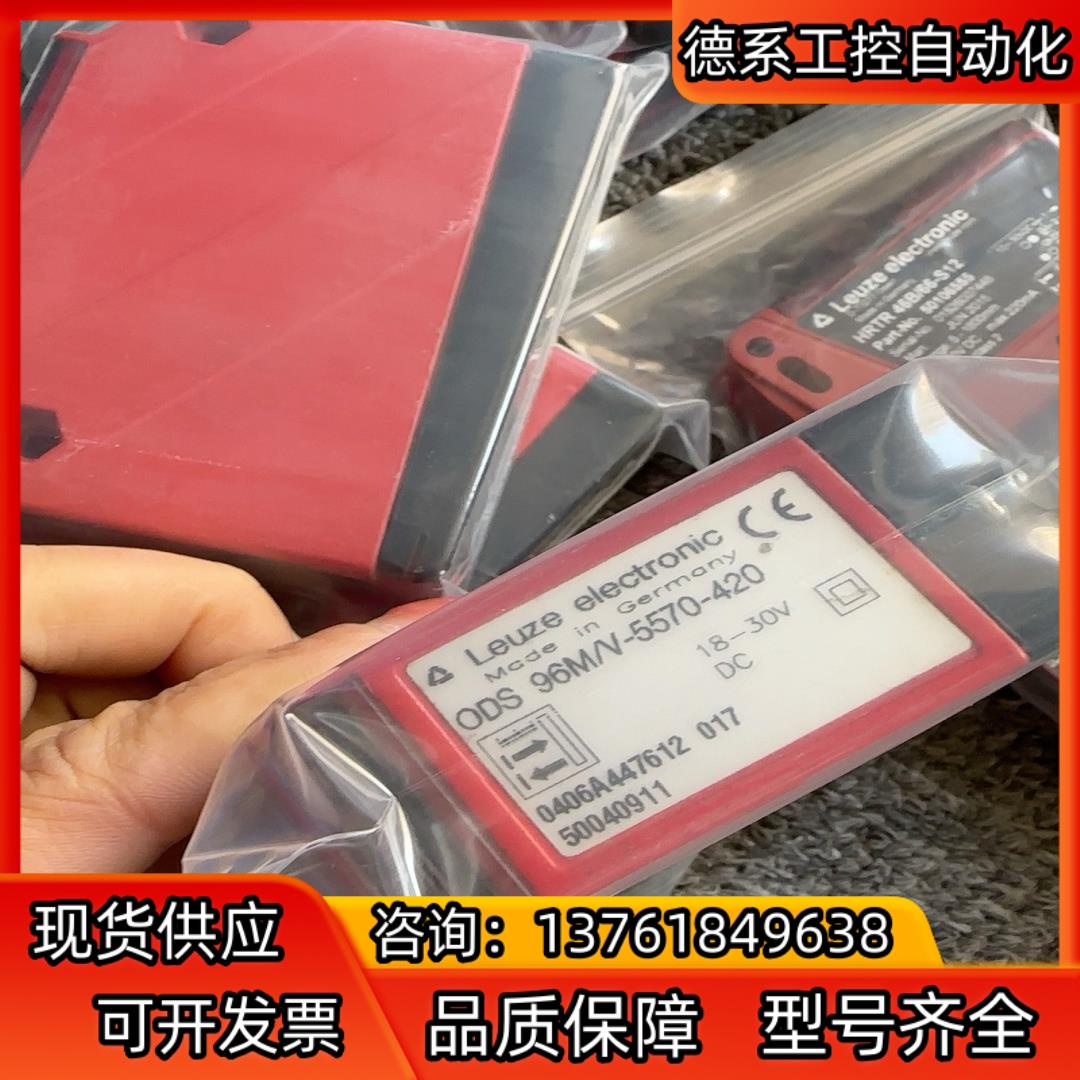 德系工控自动化
Leuze electronic
HRTR 46B/66-S12
Part-No.
Leuze electronic
Made in Germany
CE
ODS 96M/V-5570-420
18-30V
DC
0406A447612 017
50040911
现货供应
咨询：13761849638
可开发票
品质保障
型号齐全